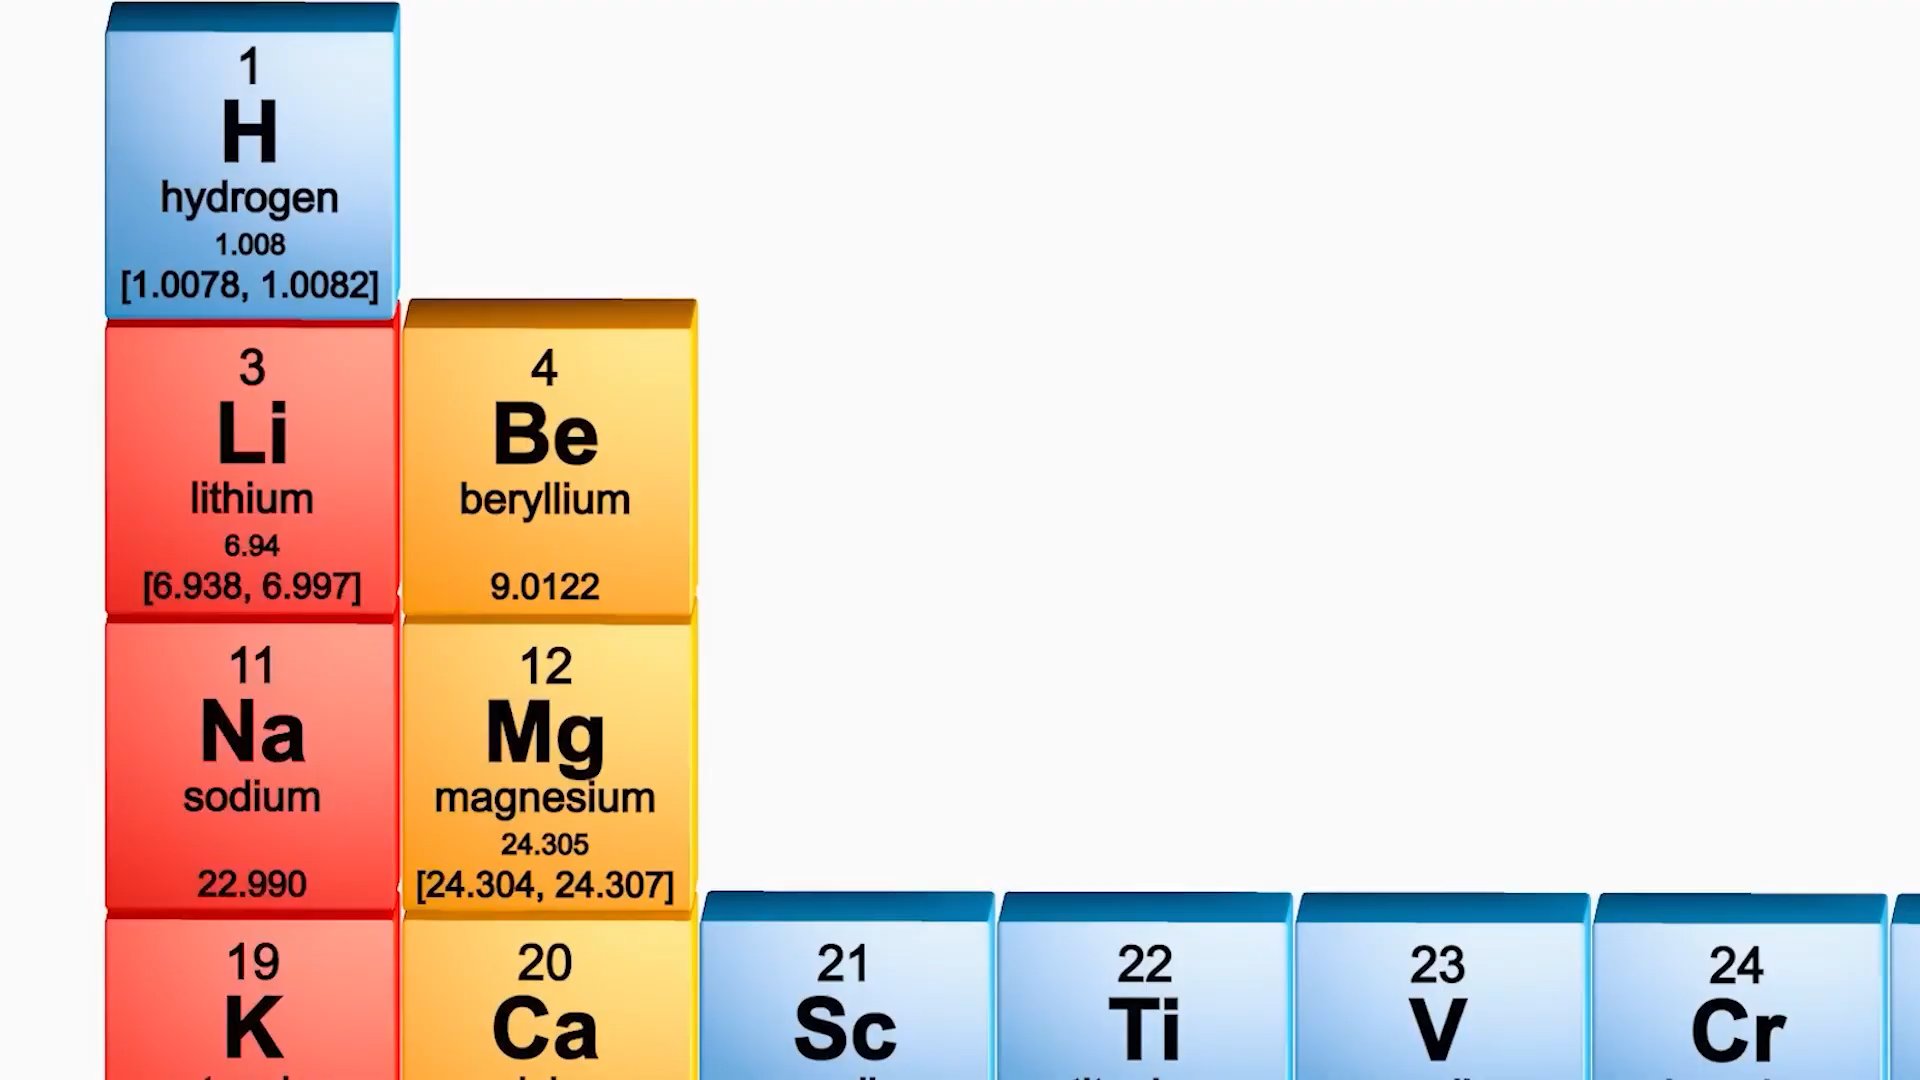 1
H
hydrogen
1.008
[1.0078, 1.0082]
3
Li
lithium
6.94
[6.938, 6.997]
4
Be
beryllium
9.0122
11
Na
sodium
22.990
12
Mg
magnesium
24.305
[24.304, 24.307]
19
K
20
Ca
21
Sc
22
Ti
23
V
24
Cr